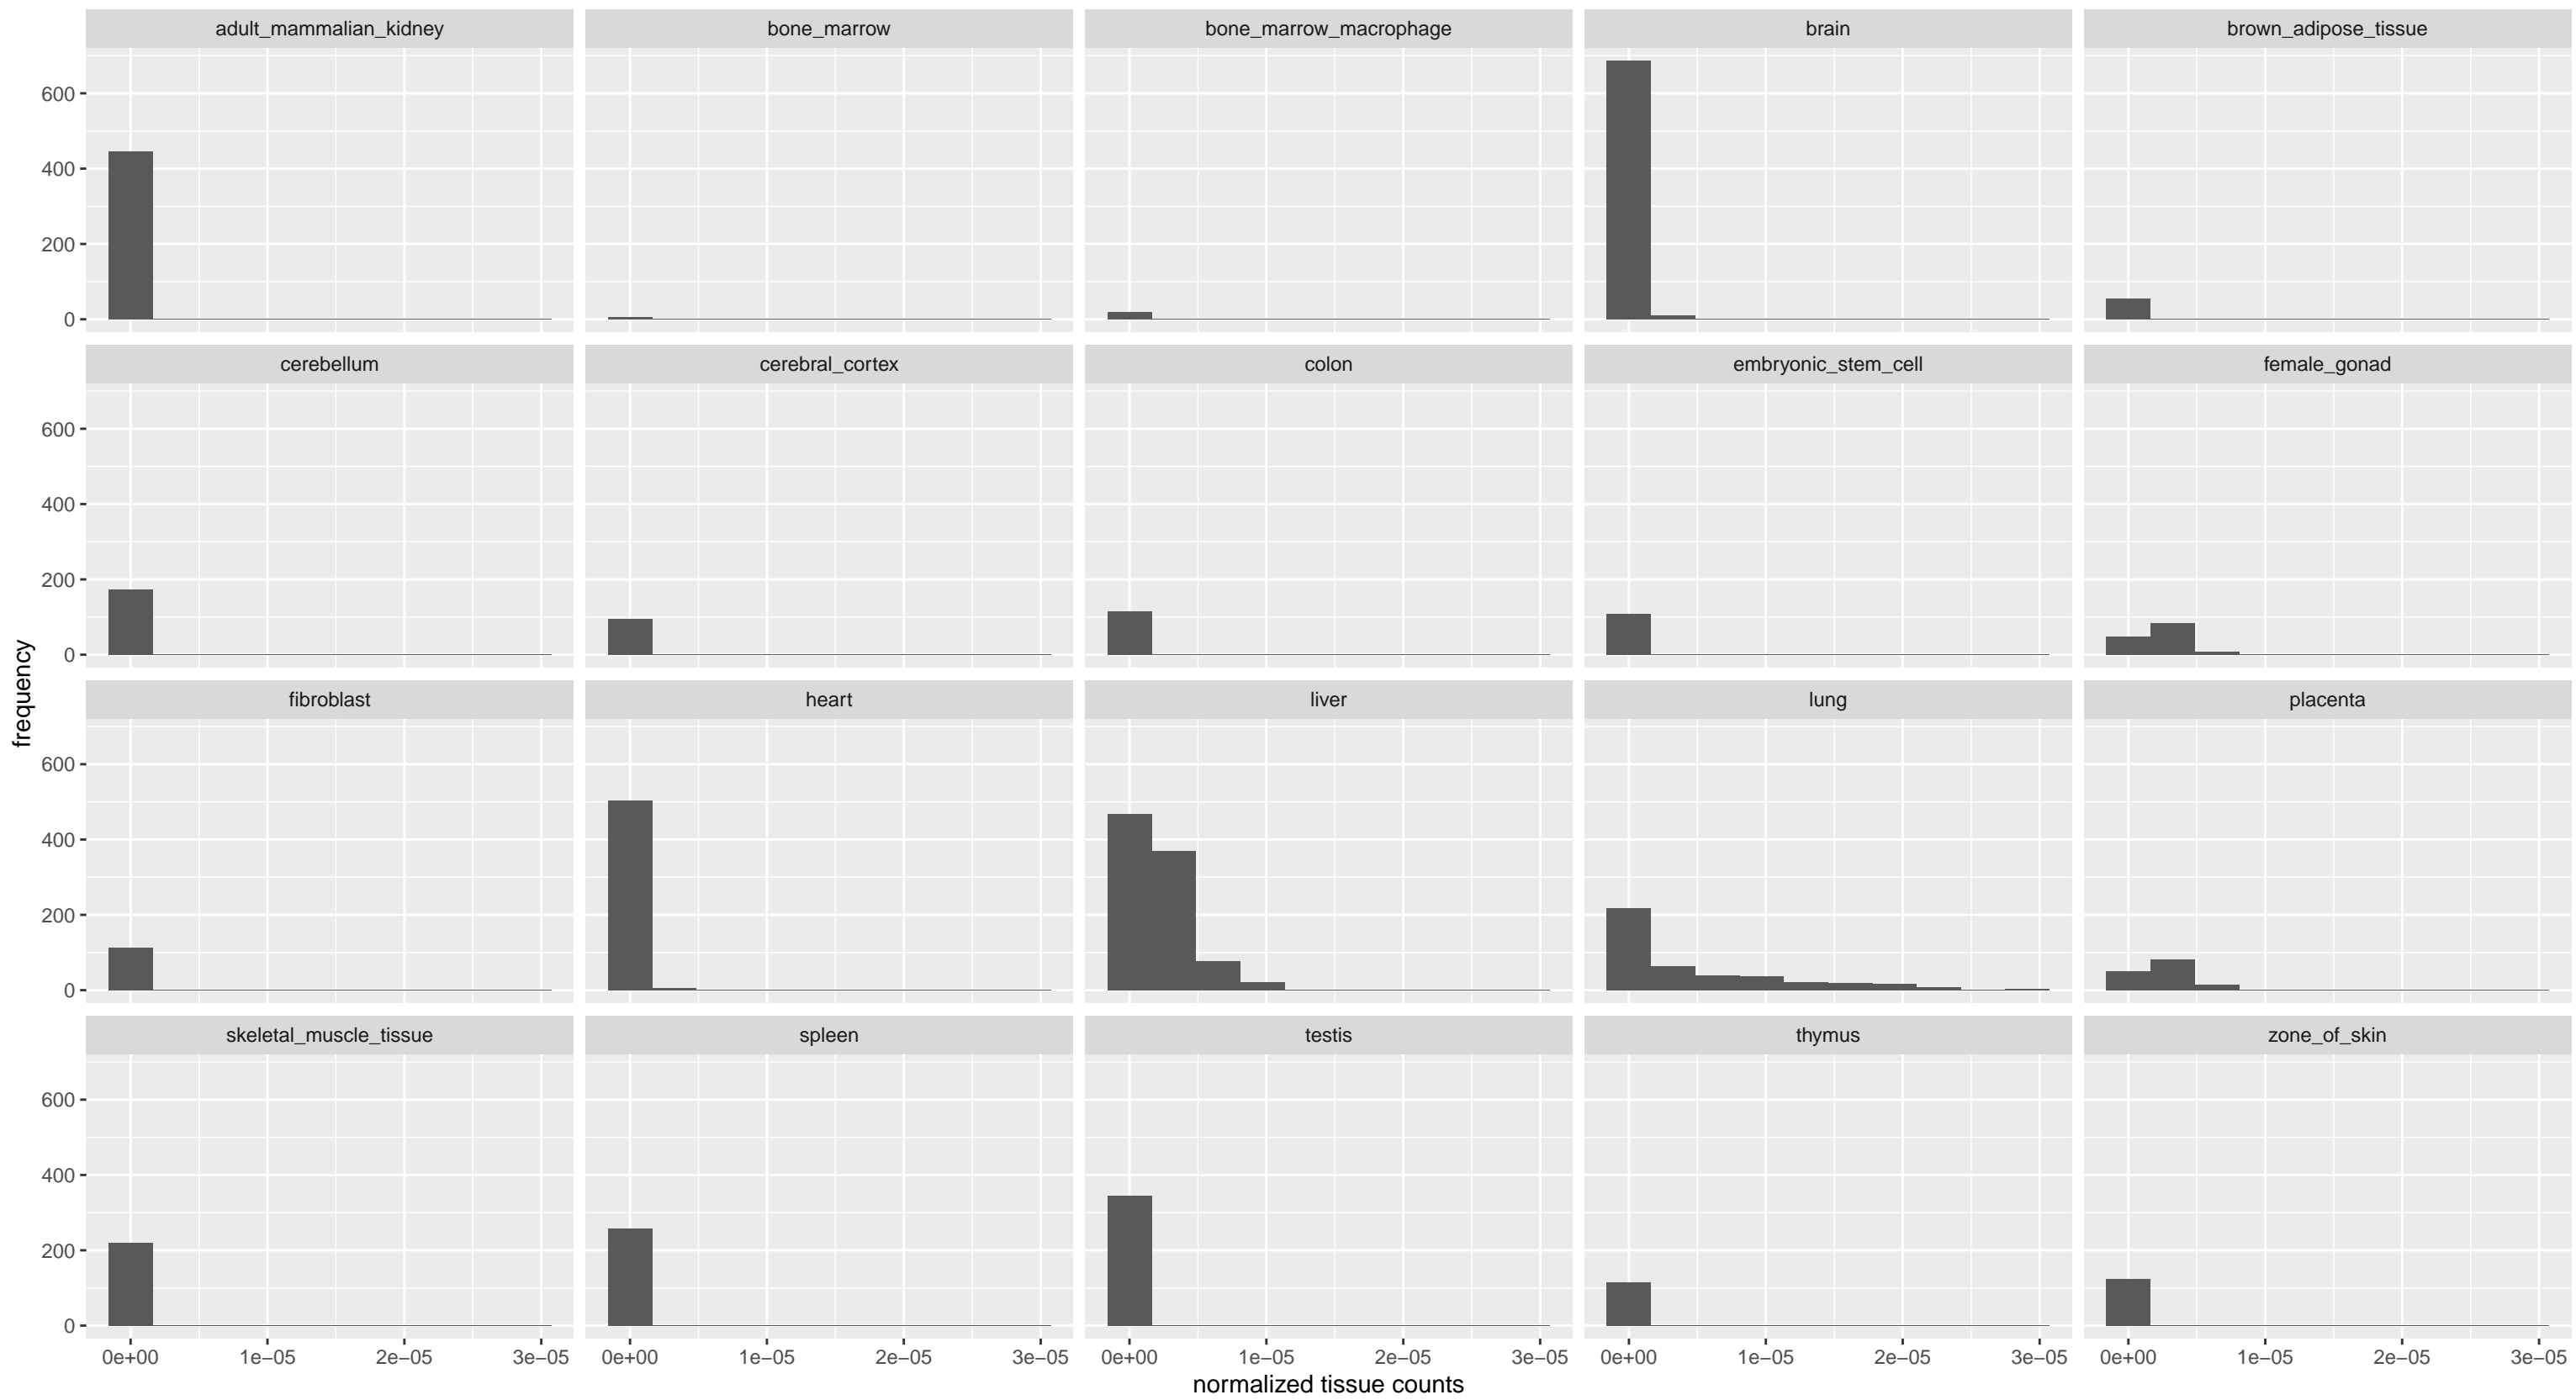 adult_mammalian_kidney bone_marrow bone_marrow_macrophage brain brown_adipose_tissue
600
400
200
0
cerebellum cerebral_cortex colon embryonic_stem_cell female_gonad
600
400
200
0
frequency
fibroblast heart liver lung placenta
600
400
200
0
skeletal_muscle_tissue spleen testis thymus zone_of_skin
600
400
200
0
0e+00 1e−05 2e−05 3e−05 0e+00 1e−05 2e−05 3e−05 0e+00 1e−05 2e−05 3e−05 0e+00 1e−05 2e−05 3e−05 0e+00 1e−05 2e−05 3e−05
normalized tissue counts